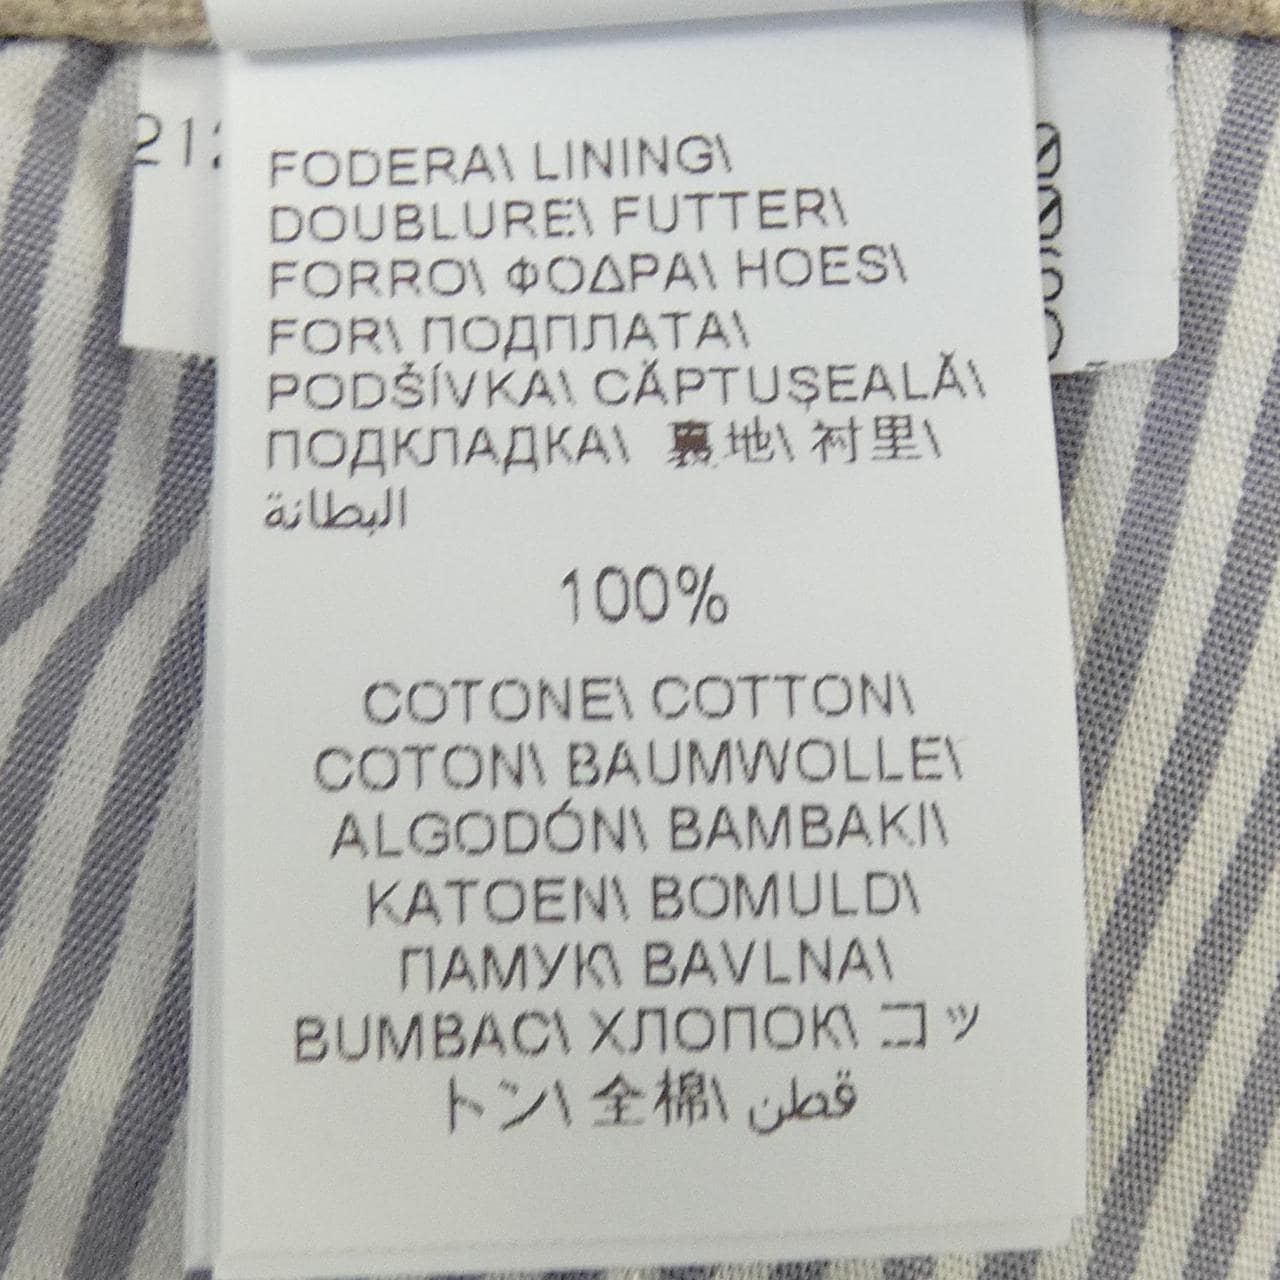 FODERA\ LINING\
DOUBLURE\ FUTTER\
FORRO\ ΦΟΔΡΑ\ HOES\
FOR\ ПОДПЛАТА\
PODŠÍVKA\ CĂPTUȘEALĂ\
ПОДКЛАДКА\ 裏地\ 衬里\
البطانة
100%
COTONE\ COTTON\
COTON\ BAUMWOLLE\
ALGODÓN\ BAMBAKI\
KATOEN\ BOMULD\
ПАМУК\ BAVLNA\
BUMBAC\ ХЛОПОК\ コッ
トン\ 全棉\ قطن